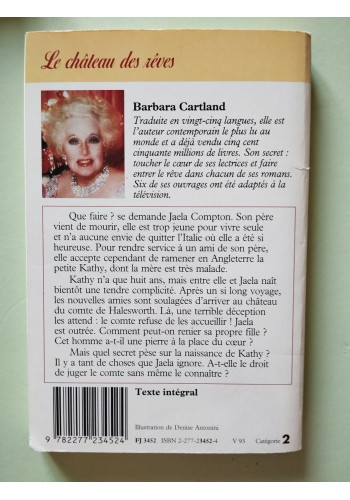 Le château des rêves
Barbara Cartland
Traduite en vingt-cinq langues, elle est
l'auteur contemporain le plus lu au
monde et a déjà vendu cinq cent
cinquante millions de livres. Son secret :
toucher le cœur de ses lectrices et faire
entrer le rêve dans chacun de ses romans.
Six de ses ouvrages ont été adaptés à la
télévision.
Que faire ? se demande Jaela Compton. Son père
vient de mourir, elle est trop jeune pour vivre seule
et n'a aucune envie de quitter l'Italie où elle a été si
heureuse. Pour rendre service à un ami de son père,
elle accepte cependant de ramener en Angleterre la
petite Kathy, dont la mère est très malade.
Kathy n'a que huit ans, mais entre elle et Jaela naît
bientôt une tendre complicité. Après un si long voyage,
les nouvelles amies sont soulagées d'arriver au château
du comte de Halesworth. Là, une terrible déception
les attend : le comte refuse de les accueillir ! Jaela
est outrée. Comment peut-on renier sa propre fille ?
Cet homme a-t-il une pierre à la place du cœur ?
Mais quel secret pèse sur la naissance de Kathy ?
Il y a tant de choses que Jaela ignore. A-t-elle le droit
de juger le comte sans même le connaître ?
Texte intégral
Illustration de Denise Antonini
9 782277 234524
FJ 3452 ISBN 2-277-23452-4 V 93 Catégorie 2